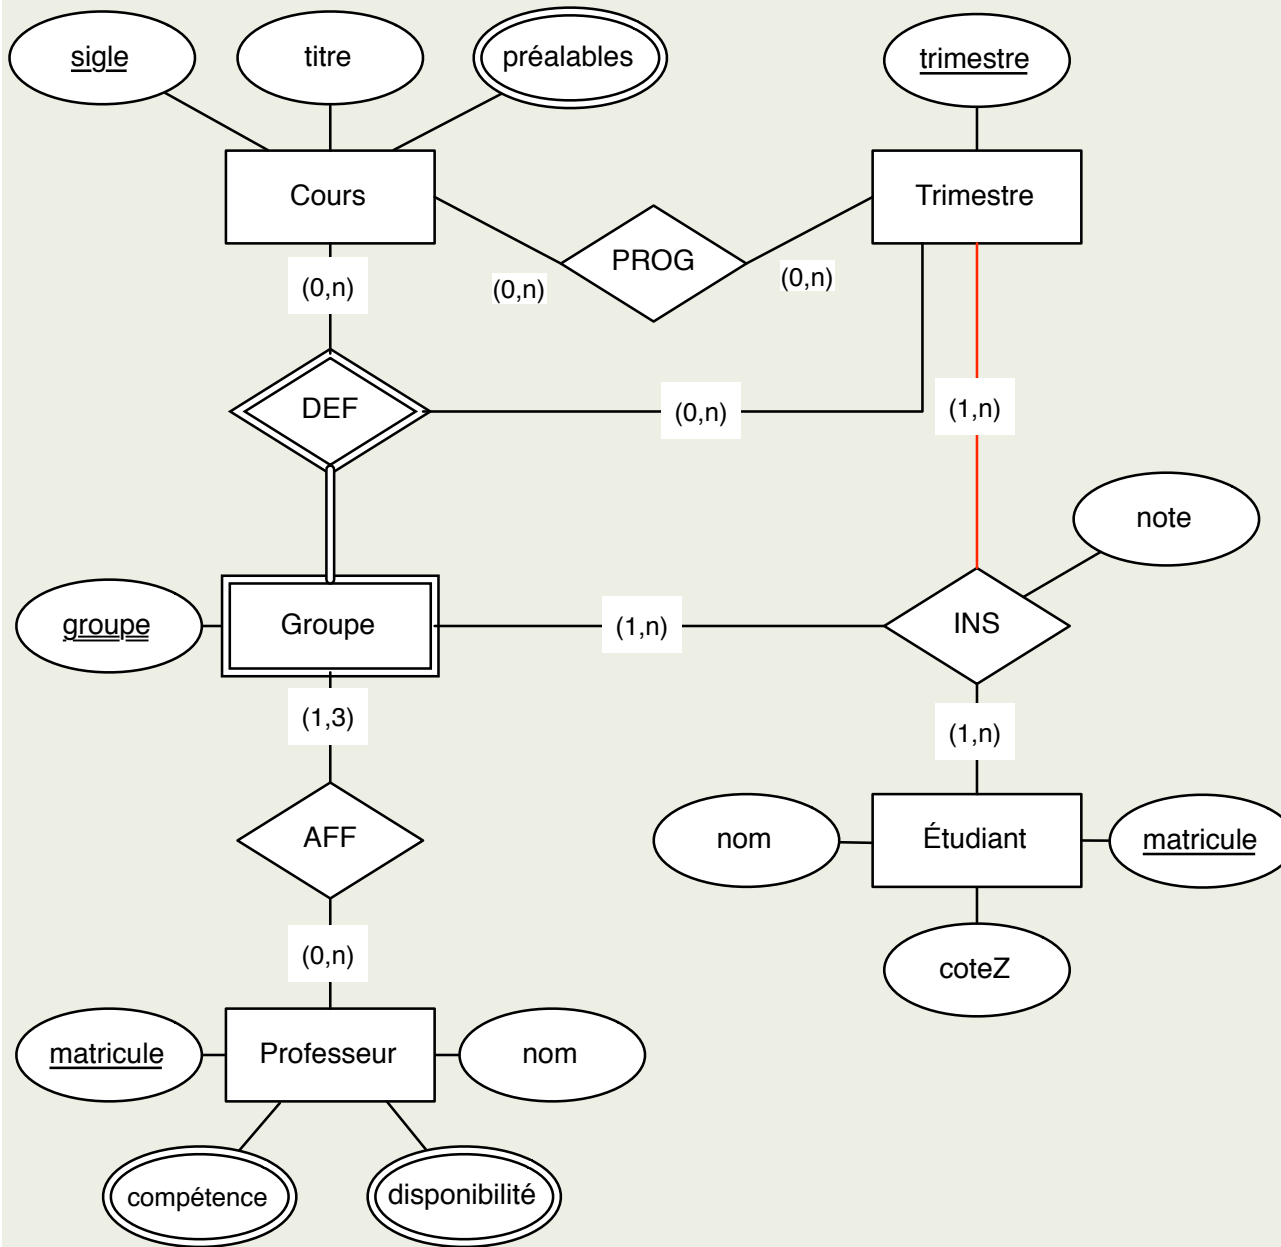 sigle
titre
préalables
trimestre
Cours
Trimestre
PROG
(0,n)
(0,n)
(0,n)
DEF
(0,n)
(1,n)
note
groupe
Groupe
(1,n)
INS
(1,3)
(1,n)
AFF
nom
Étudiant
matricule
(0,n)
coteZ
matricule
Professeur
nom
compétence
disponibilité